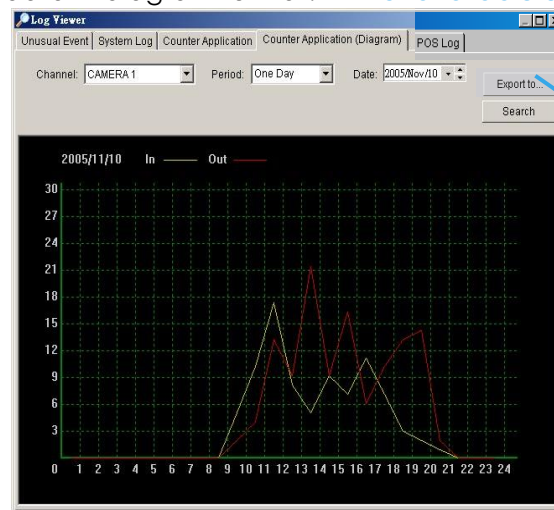 Log Viewer
Unusual Event System Log Counter Application Counter Application (Diagram) POS Log
Channel: CAMERA 1 Period: One Day Date: 2005/Nov/10
Export to...
Search
2005/11/10 In Out
30
27
24
21
18
15
12
9
6
3
0 1 2 3 4 5 6 7 8 9 10 11 12 13 14 15 16 17 18 19 20 21 22 23 24